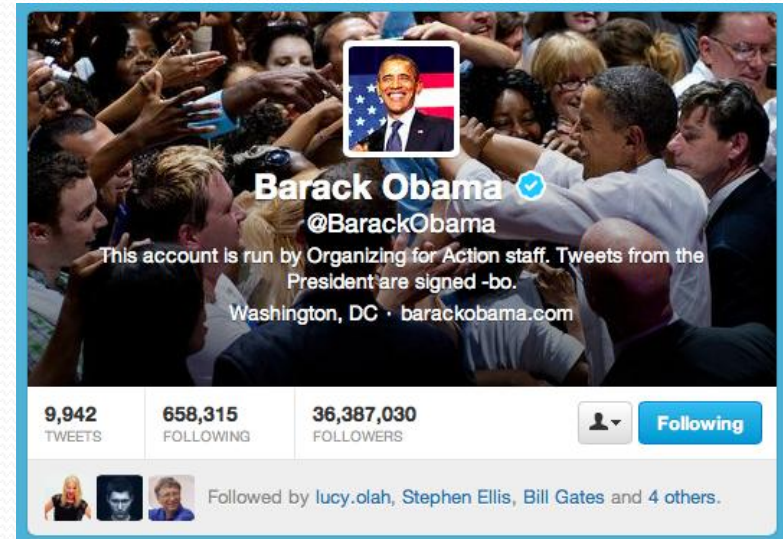 Barack Obama
@BarackObama
This account is run by Organizing for Action staff. Tweets from the
President are signed -bo.
Washington, DC · barackobama.com
9,942 658,315 36,387,030
TWEETS FOLLOWING FOLLOWERS
Following
Followed by lucy.olah, Stephen Ellis, Bill Gates and 4 others.